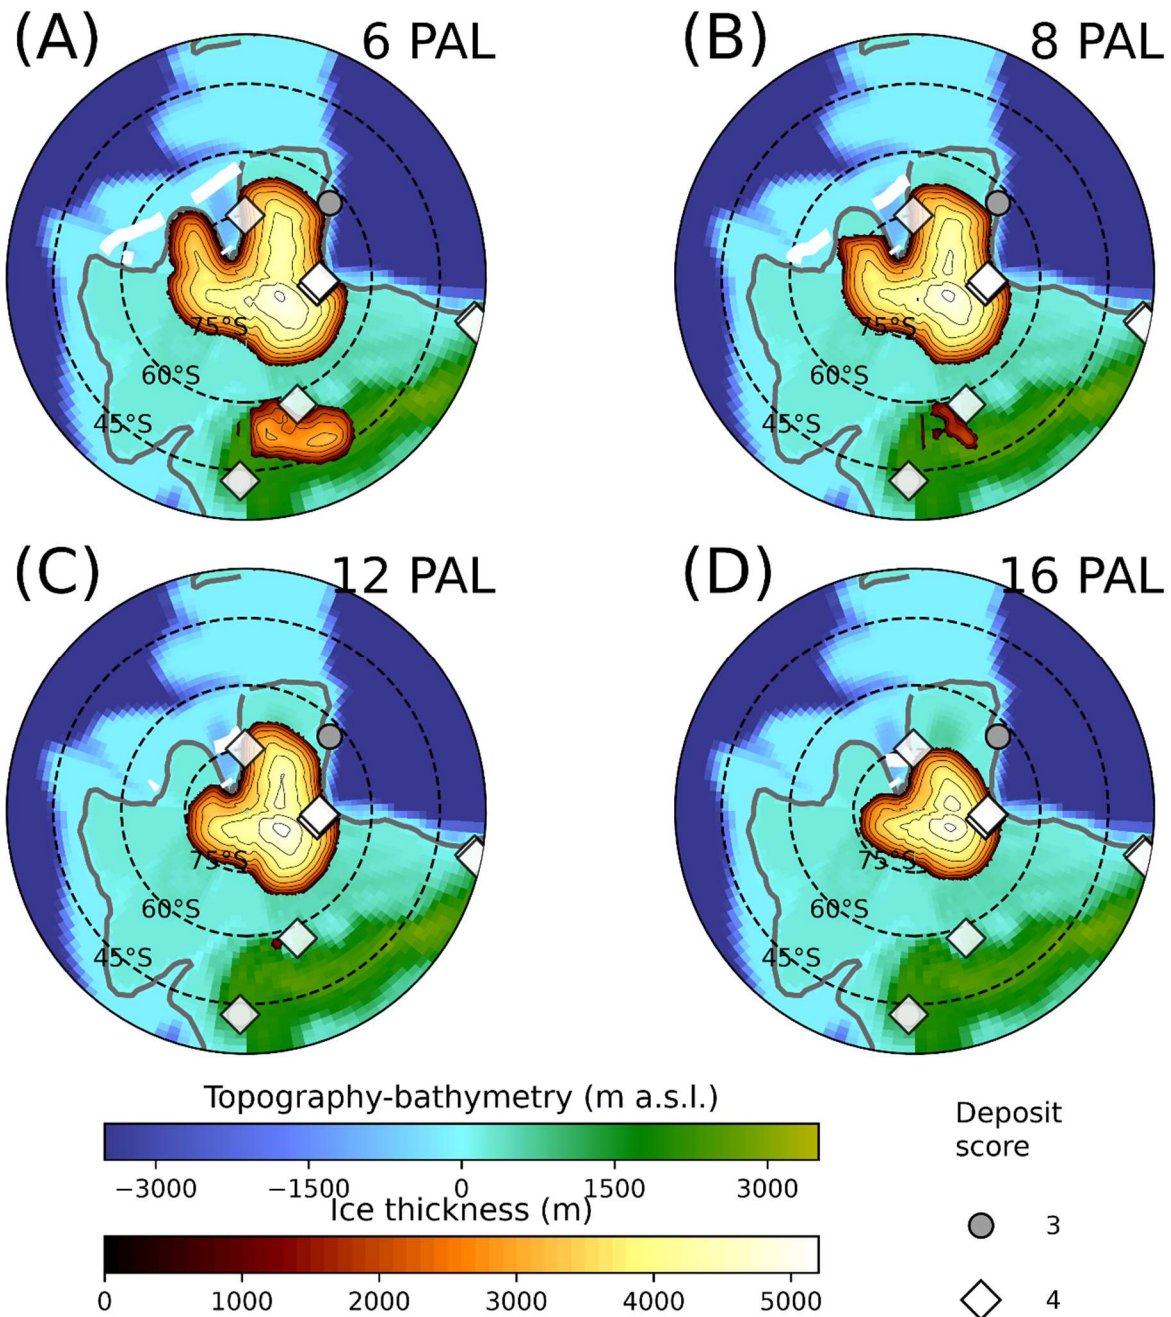 (A) 6 PAL
(B) 8 PAL
75°S
75°S
60°S
60°S
45°S
45°S
(C) 12 PAL
(D) 16 PAL
75°S
75°S
60°S
60°S
45°S
45°S
Topography-bathymetry (m a.s.l.)
−3000 −1500 0 1500 3000
Ice thickness (m)
0 1000 2000 3000 4000 5000
Deposit
score
3
4